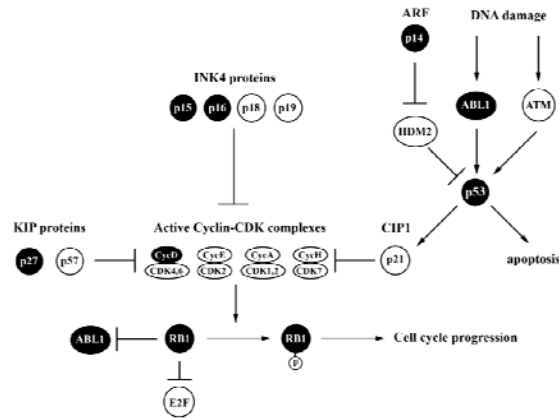 ARF
DNA damage
p14
INK4 proteins
p15 p16 p18 p19
ABL1
ATM
HDM2
p53
KIP proteins
Active Cyclin-CDK complexes
CIP1
p27 p57
CycD CycE CycA CycH
CDK4,6 CDK2 CDK1,2 CDK7
p21
apoptosis
ABL1
RB1
RB1
Cell cycle progression
P
E2F